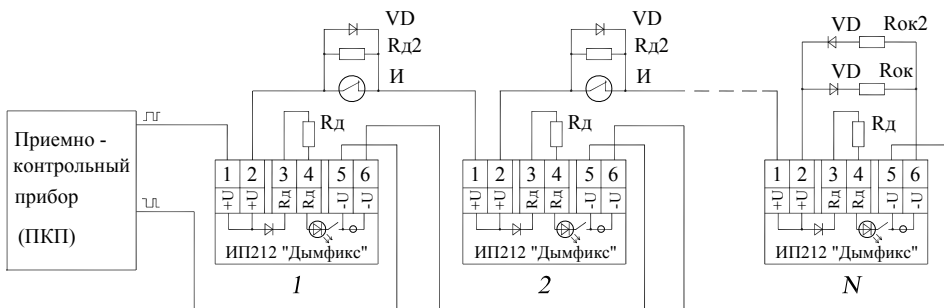 VD
Rд2
И
VD
Rд2
И
VD
Rок2
VD
Rок
Приемно -
контрольный
прибор
(ПКП)
Rд
Rд
Rд
1 2 3 4 5 6
+U +U Rд Rд -U -U
ИП212 "Дымфикс"
1
1 2 3 4 5 6
+U +U Rд Rд -U -U
ИП212 "Дымфикс"
2
1 2 3 4 5 6
+U +U Rд Rд -U -U
ИП212 "Дымфикс"
N